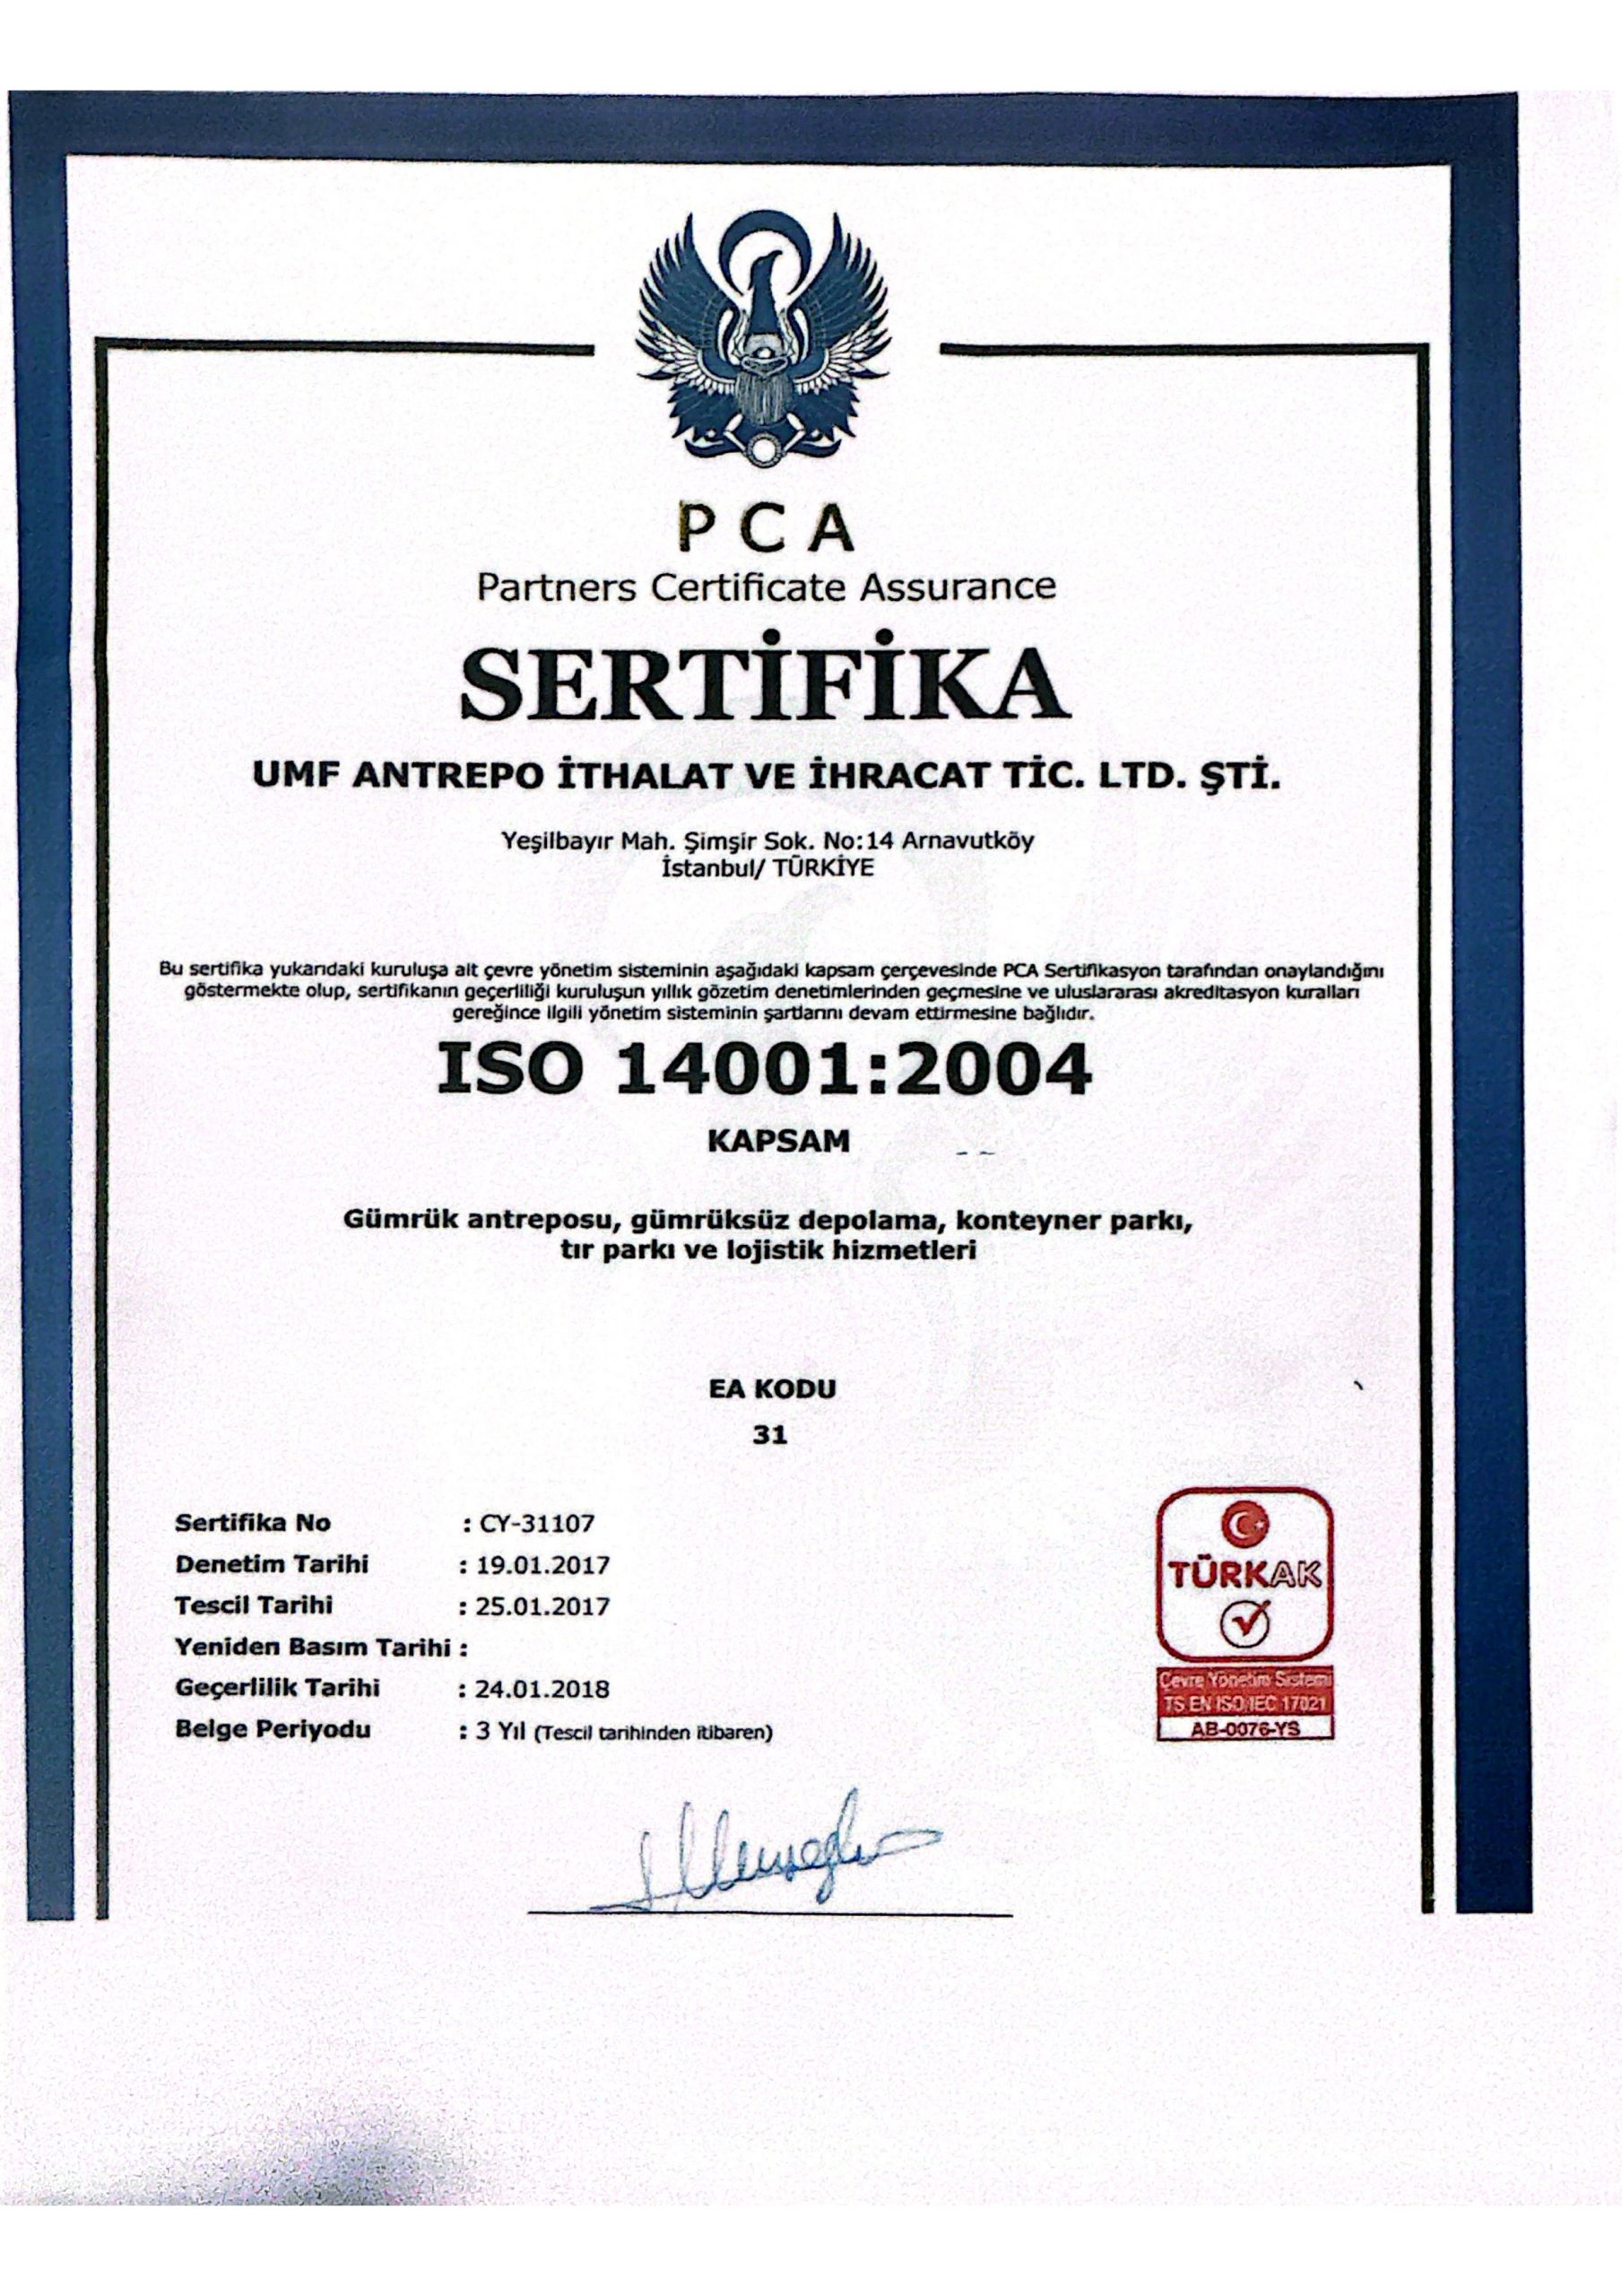 P C A
Partners Certificate Assurance
SERTİFİKA
UMF ANTREPO İTHALAT VE İHRACAT TİC. LTD. ŞTİ.
Yeşilbayır Mah. Şimşir Sok. No:14 Arnavutköy
İstanbul/ TÜRKİYE
Bu sertifika yukarıdaki kuruluşa ait çevre yönetim sisteminin aşağıdaki kapsam çerçevesinde PCA Sertifikasyon tarafından onaylandığını
göstermekte olup, sertifikanın geçerliliği kuruluşun yıllık gözetim denetimlerinden geçmesine ve uluslararası akreditasyon kuralları
gereğince ilgili yönetim sisteminin şartlarını devam ettirmesine bağlıdır.
ISO 14001:2004
KAPSAM
Gümrük antreposu, gümrüksüz depolama, konteyner parkı,
tır parkı ve lojistik hizmetleri
EA KODU
31
Sertifika No : CY-31107
Denetim Tarihi : 19.01.2017
Tescil Tarihi : 25.01.2017
Yeniden Basım Tarihi :
Geçerlilik Tarihi : 24.01.2018
Belge Periyodu : 3 Yıl (Tescil tarihinden itibaren)
TÜRKAK
Çevre Yönetim Sistemi
TS EN ISO/IEC 17021
AB-0076-YS